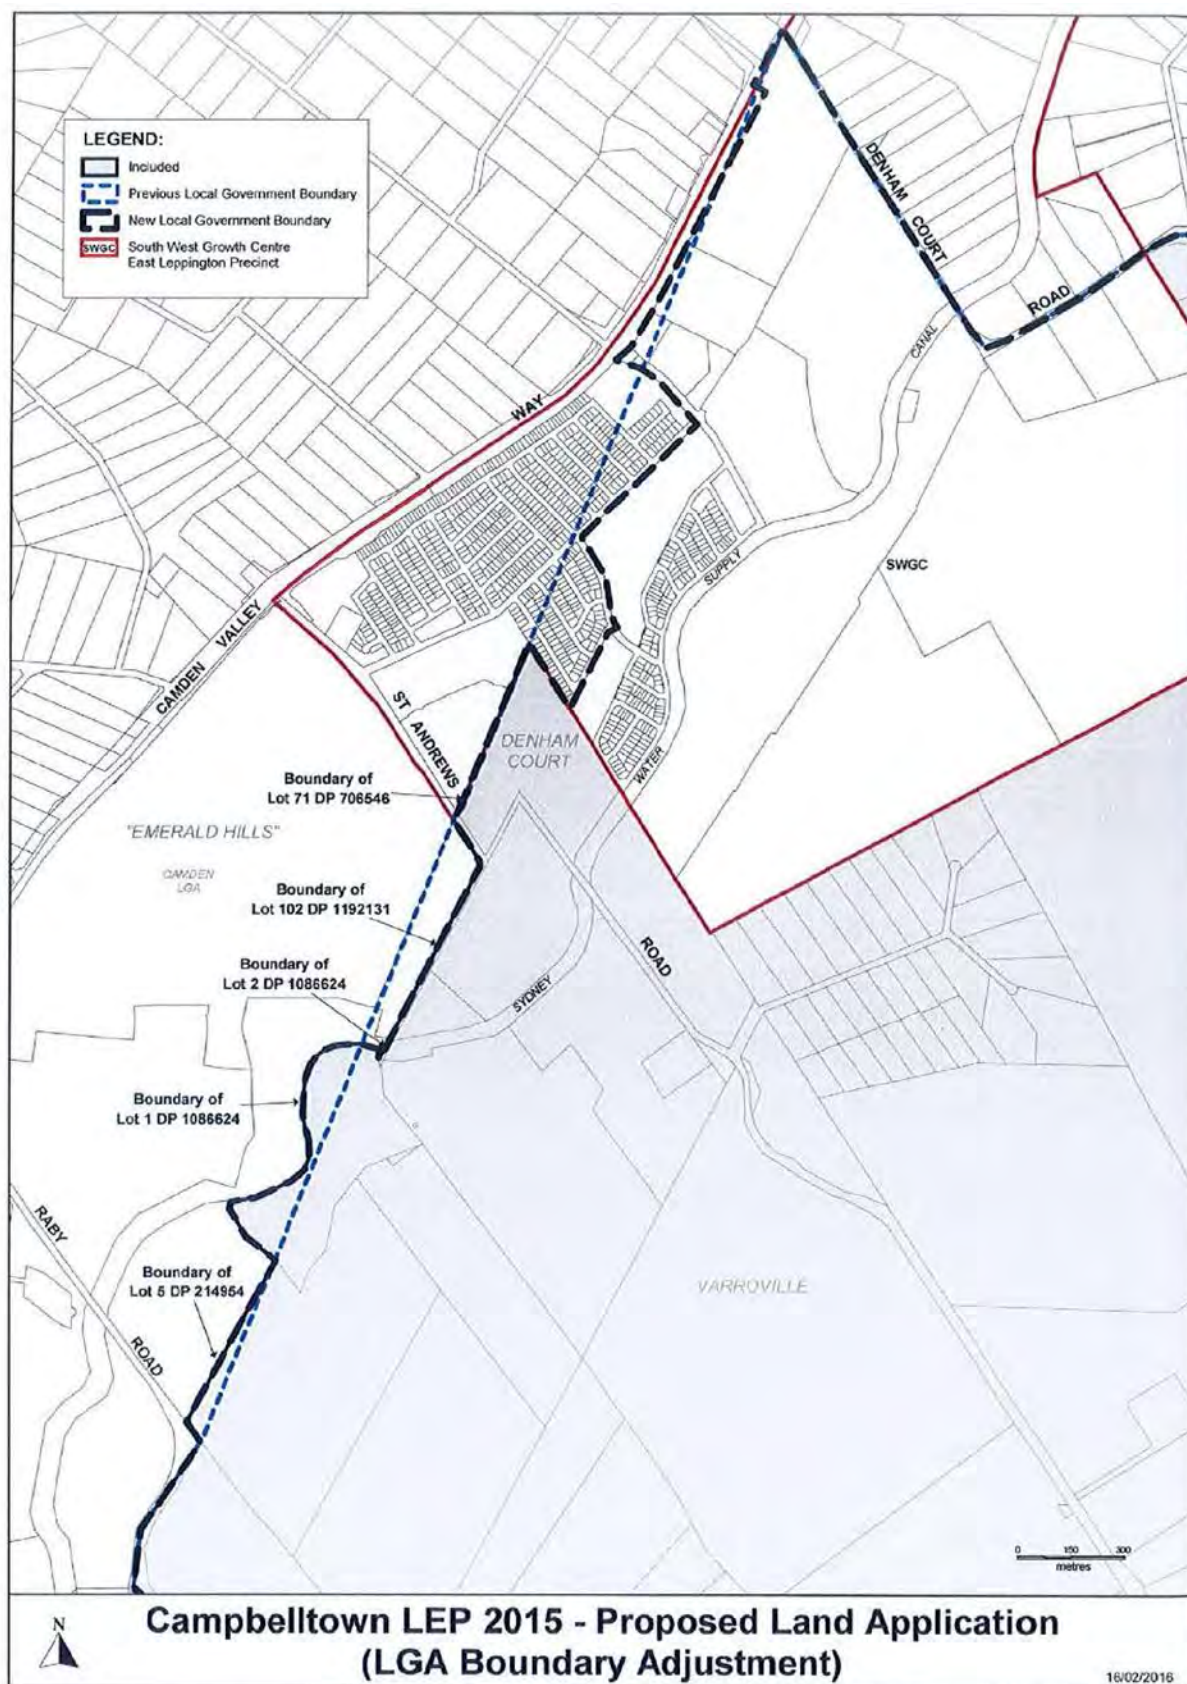 LEGEND:
Included
Previous Local Government Boundary
New Local Government Boundary
SWGC
South West Growth Centre
East Leppington Precinct
DENHAM
COURT
ROAD
CANAL
WAY
SUPPLY
SWGC
CAMDEN
VALLEY
ST ANDREWS
DENHAM
COURT
WATER
Boundary of
Lot 71 DP 706546
"EMERALD HILLS"
CAMDEN
LGA
Boundary of
Lot 102 DP 1192131
ROAD
Boundary of
Lot 2 DP 1086624
SYDNEY
Boundary of
Lot 1 DP 1086624
RABY
ROAD
Boundary of
Lot 5 DP 214954
VARROVILLE
0 150 300
metres
N
Campbelltown LEP 2015 - Proposed Land Application
(LGA Boundary Adjustment)
16/02/2016